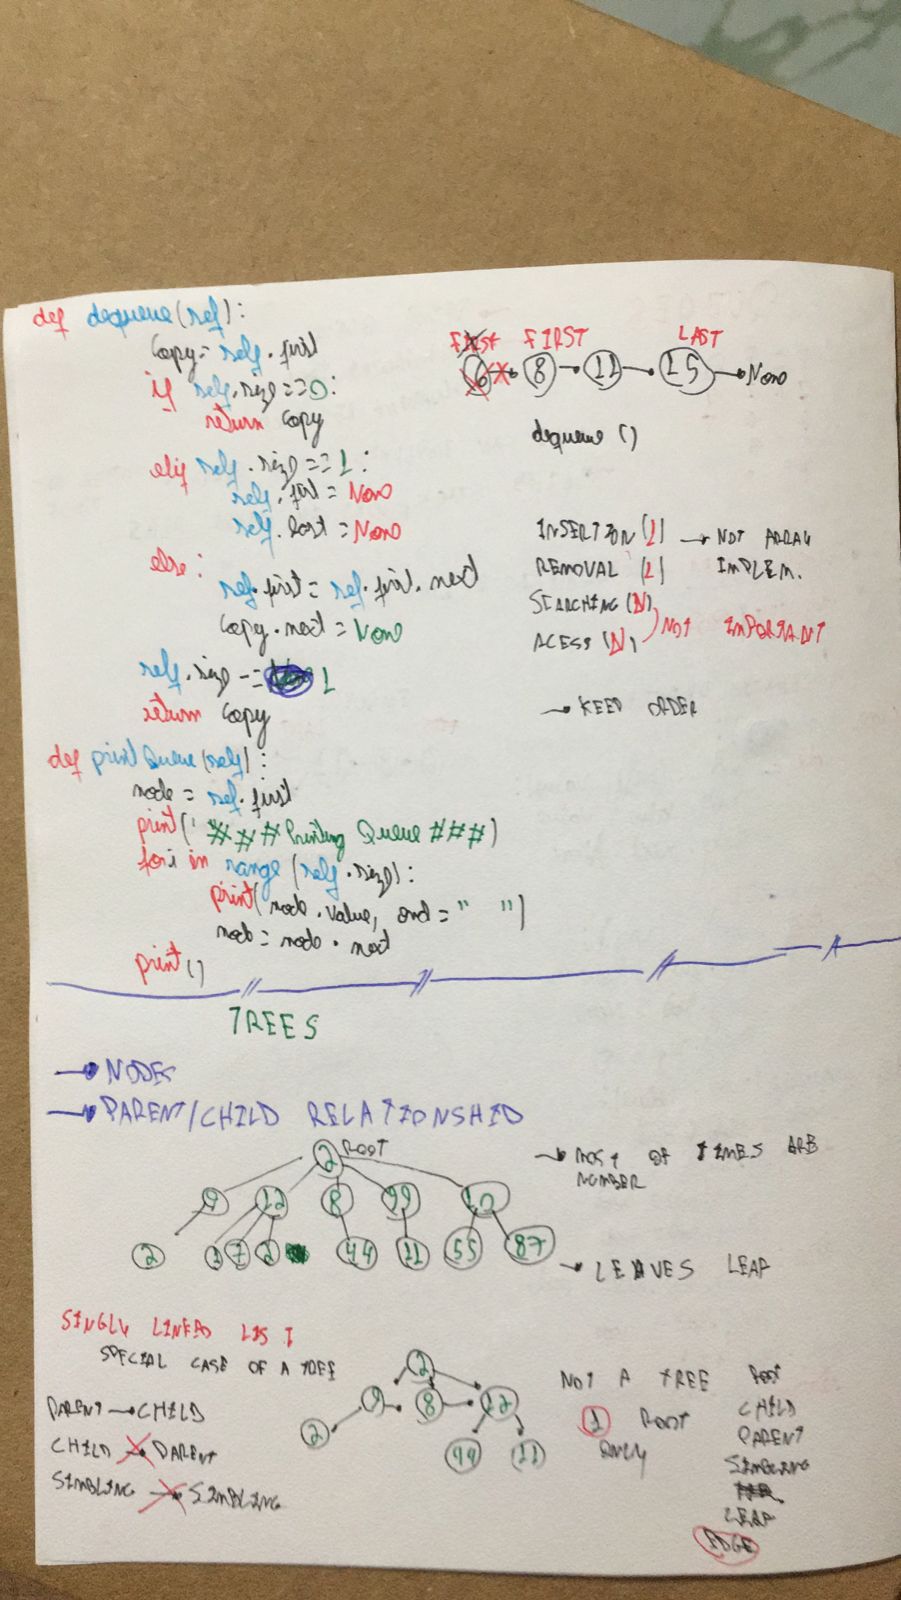 def dequeue(self):
copy = self.first
if self.size == 0:
return copy
elif self.size == 1:
self.first = None
self.last = None
else:
self.first = self.first.next
copy.next = None
self.size -= 1
return copy
def printQueue(self):
node = self.first
print(' ###Printing Queue ###)
for i in range(self.size):
print(node.value, end = " ")
node = node.next
print()
FIRST FIRST LAST
6 8 11 15 None
dequeue()
INSERTION (1) → NOT ARRAY
REMOVAL (1) IMPLEM.
SEARCHING (N)
ACESS (N) NOT IMPORTANT
→ KEEP ORDER
TREES
→ NODES
→ PARENT/CHILD RELATIONSHIP
2 ROOT
9 12 8 99 10
2 1 7 2 44 11 55 87
→ MOST OF TIMES ARE
NUMBER
→ LEAVES LEAF
SINGLY LINKED LIST
SPECIAL CASE OF A TREE
PARENT → CHILD
CHILD → PARENT
SIMBLING → SIMBLING
2
9 8 12
2 44 11
NOT A TREE
1 ROOT
ONLY
ROOT
CHILD
PARENT
SIMBLING
LEAF
EDGE